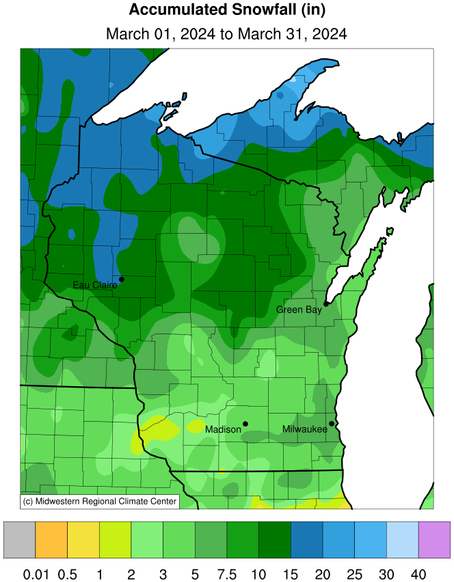 Accumulated Snowfall (in)
March 01, 2024 to March 31, 2024
Eau Claire
Green Bay
Madison
Milwaukee
(c) Midwestern Regional Climate Center
0.01 0.5 1 2 3 5 7.5 10 15 20 25 30 40